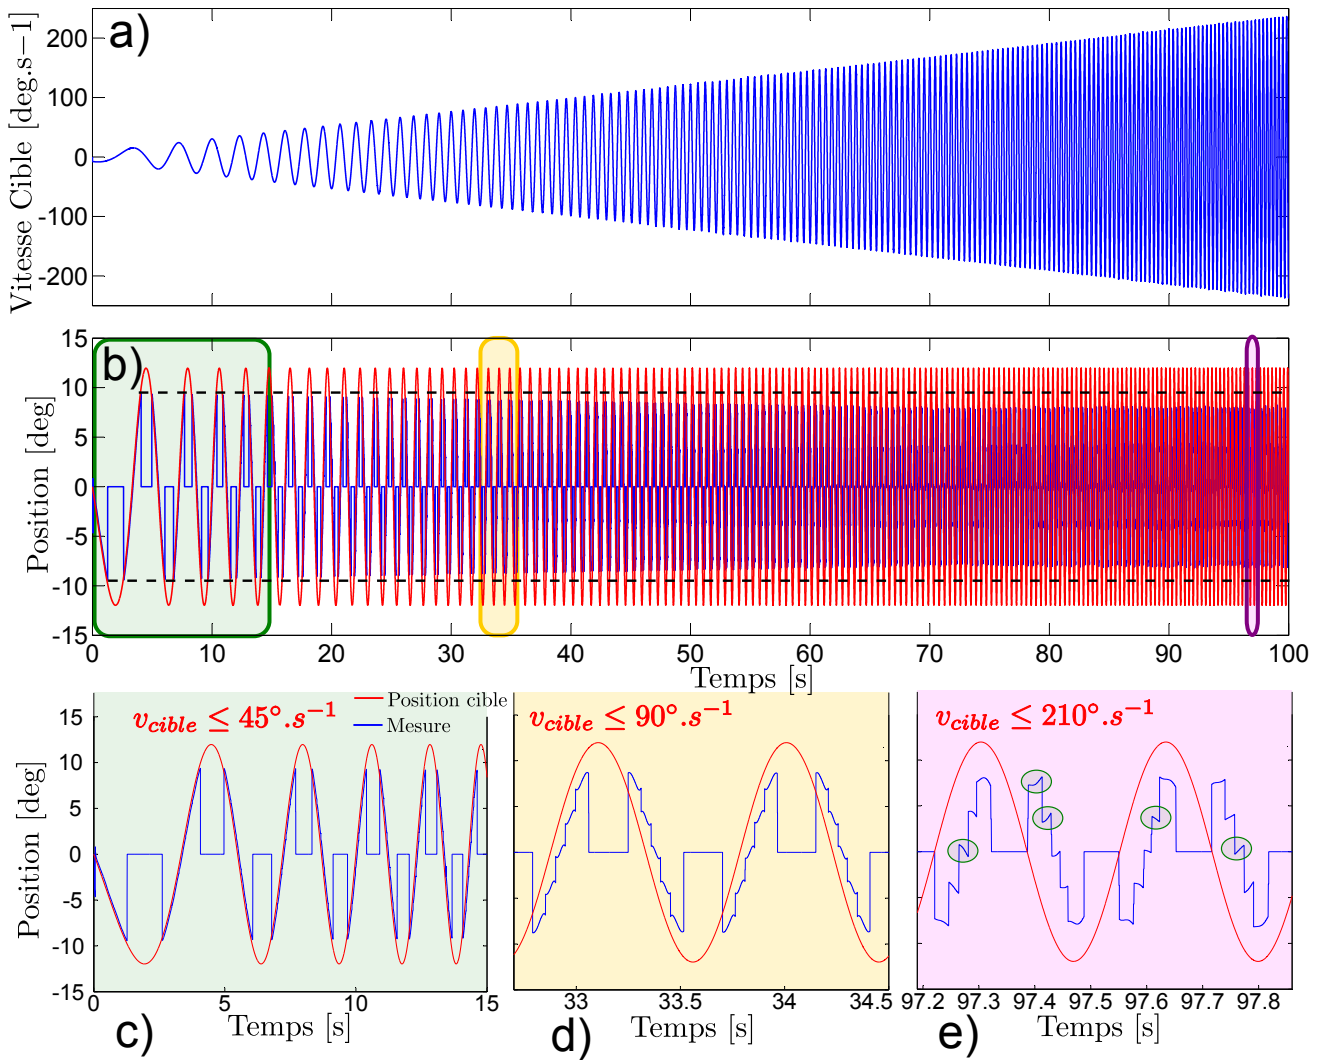 a)
Vitesse Cible [deg.s−1]
200
100
0
-100
-200
b)
Position [deg]
15
10
5
0
-5
-10
-15
0 10 20 30 40 50 60 70 80 90 100
Temps [s]
v_cible ≤ 45°.s⁻¹
Position cible
Mesure
Position [deg]
15
10
5
0
-5
-10
-15
0 5 10 15
Temps [s]
c)
v_cible ≤ 90°.s⁻¹
33 33.5 34 34.5
Temps [s]
d)
v_cible ≤ 210°.s⁻¹
97.2 97.3 97.4 97.5 97.6 97.7 97.8
Temps [s]
e)